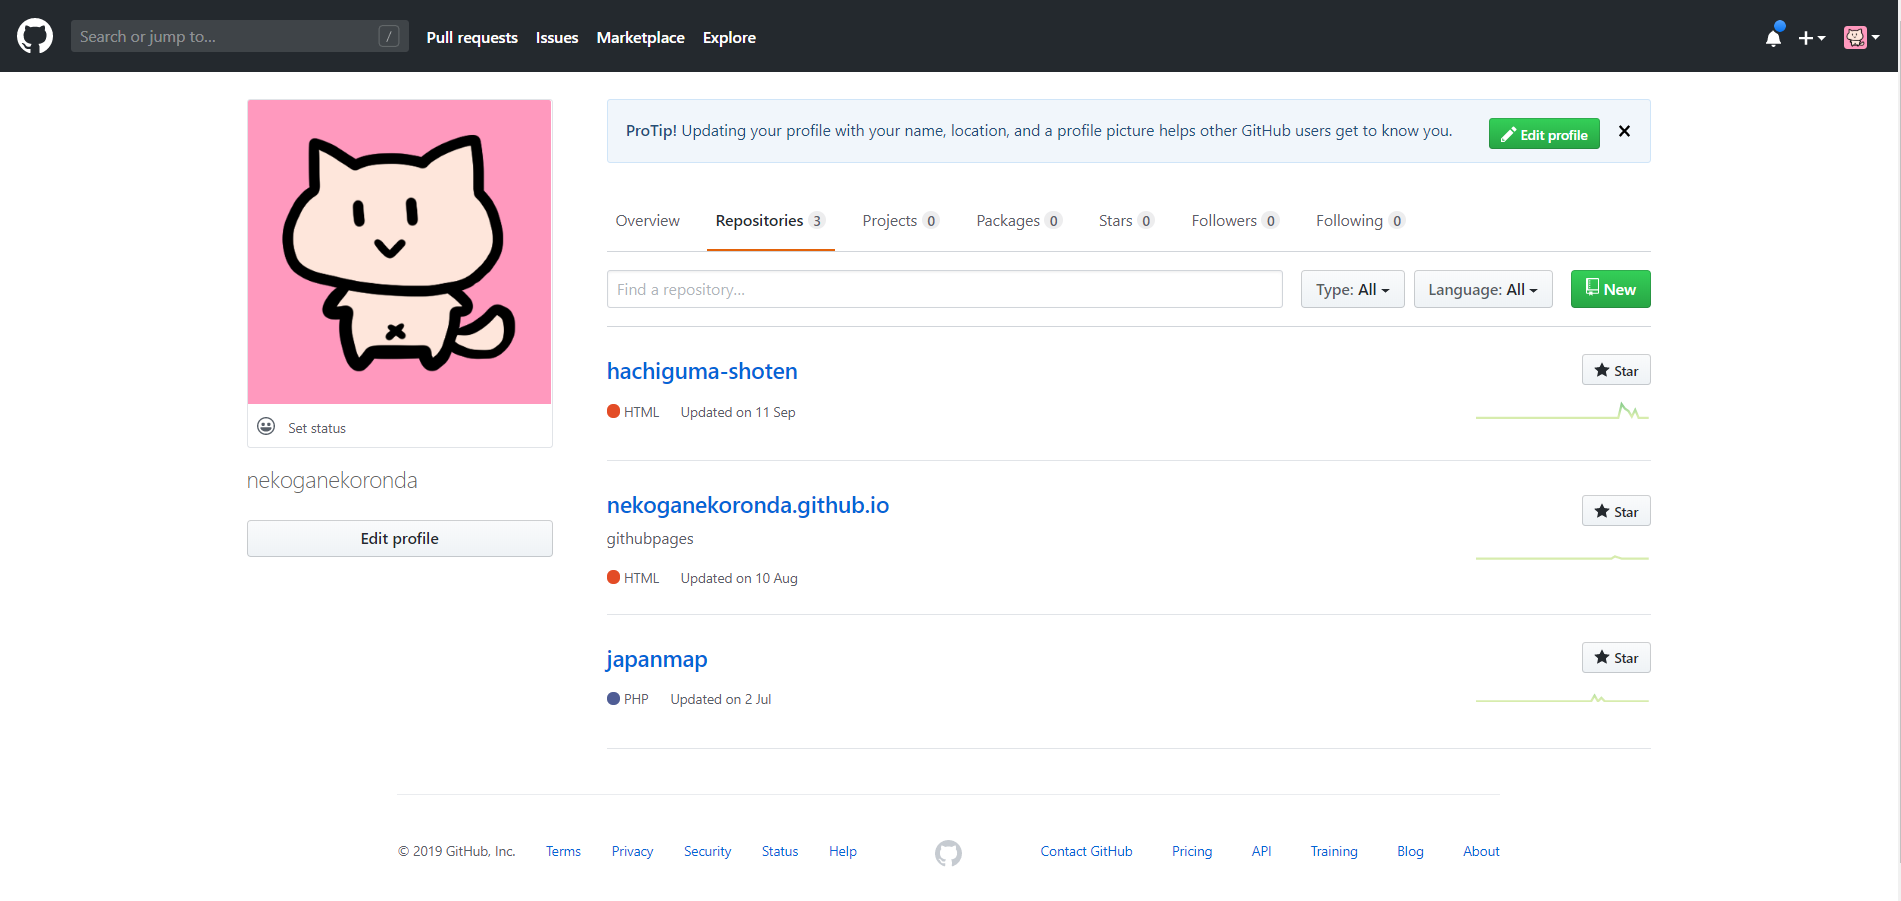 Search or jump to... /
Pull requests Issues Marketplace Explore
ProTip! Updating your profile with your name, location, and a profile picture helps other GitHub users get to know you.
Edit profile
Overview Repositories 3 Projects 0 Packages 0 Stars 0 Followers 0 Following 0
Find a repository...
Type: All Language: All New
Set status
nekoganekoronda
Edit profile
hachiguma-shoten
Star
HTML Updated on 11 Sep
nekoganekoronda.github.io
Star
githubpages
HTML Updated on 10 Aug
japanmap
Star
PHP Updated on 2 Jul
© 2019 GitHub, Inc. Terms Privacy Security Status Help Contact GitHub Pricing API Training Blog About